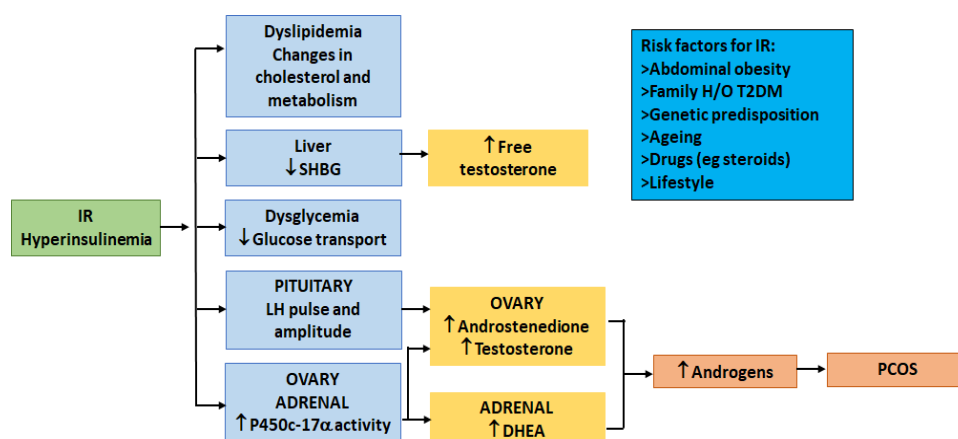 Dyslipidemia
Changes in
cholesterol and
metabolism
Risk factors for IR:
>Abdominal obesity
>Family H/O T2DM
>Genetic predisposition
>Ageing
>Drugs (eg steroids)
>Lifestyle
Liver
↓SHBG
↑Free
testosterone
IR
Hyperinsulinemia
Dysglycemia
↓Glucose transport
PITUITARY
LH pulse and
amplitude
OVARY
↑Androstenedione
↑Testosterone
OVARY
ADRENAL
↑P450c-17α activity
ADRENAL
↑DHEA
↑Androgens
PCOS